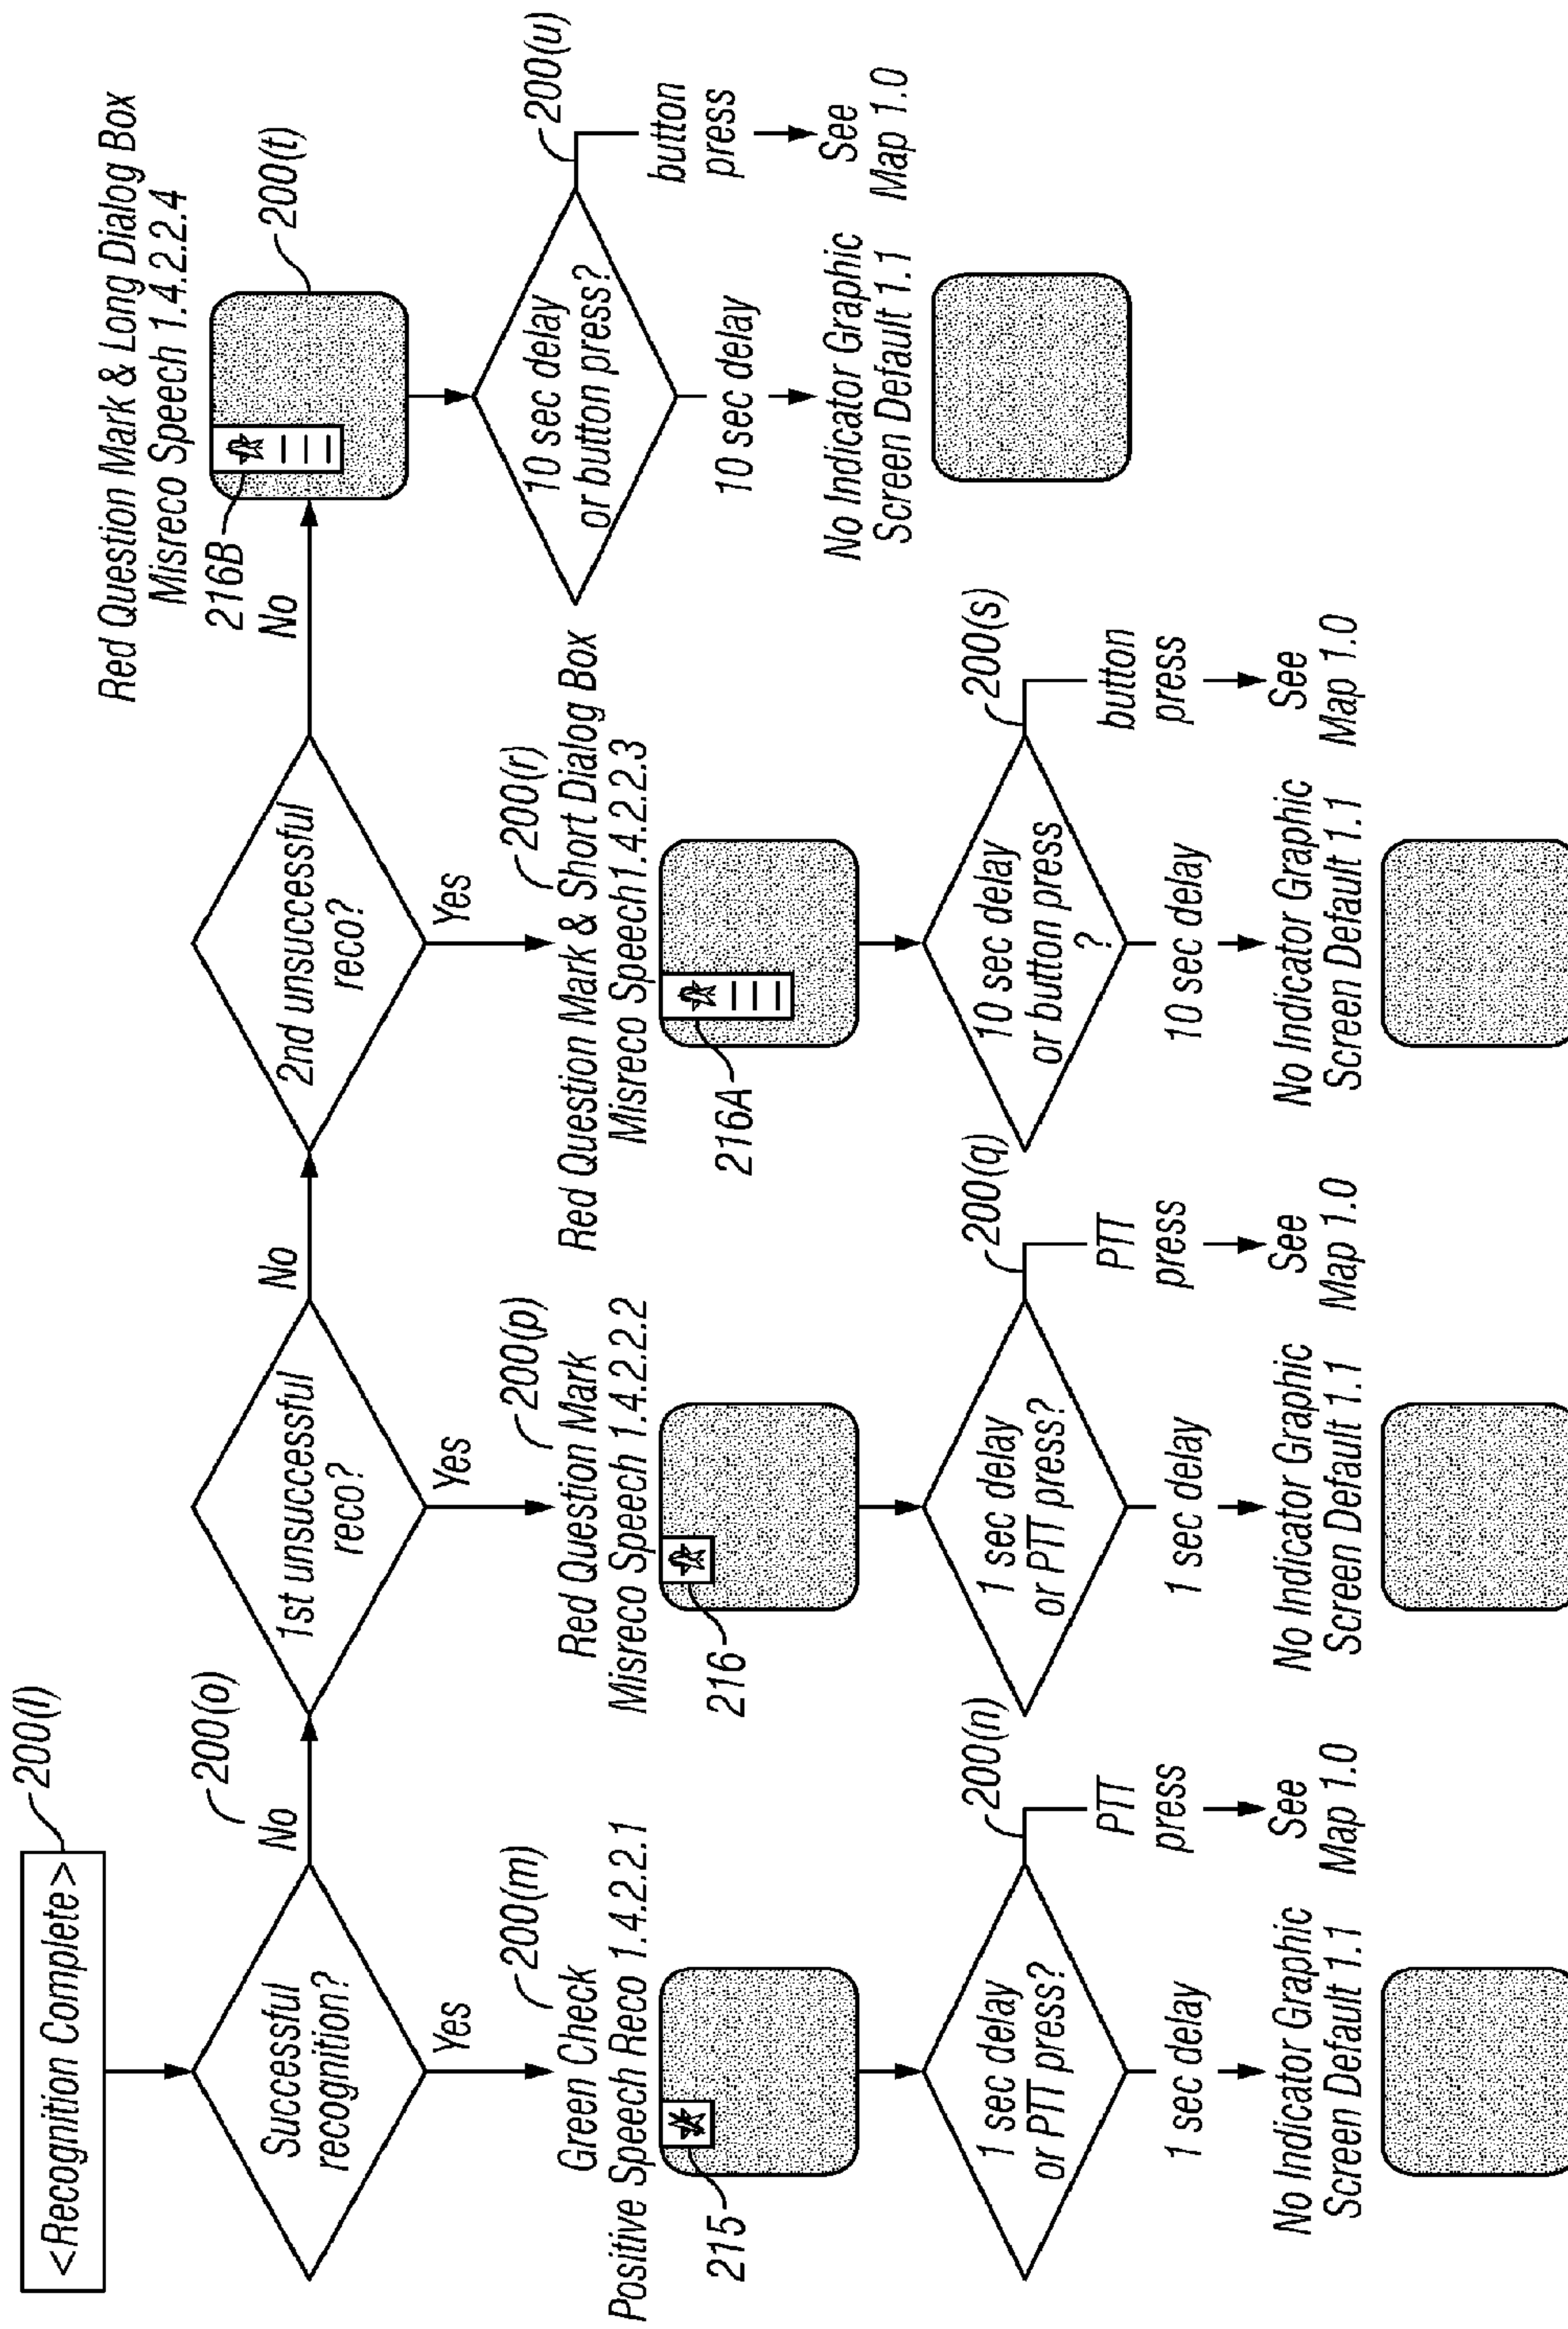 <Recognition Complete>
200(l)
Successful
recognition?
No
200(o)
Yes
1st unsuccessful
reco?
No
Yes
2nd unsuccessful
reco?
No
Yes
Red Question Mark & Long Dialog Box
Misreco Speech 1.4.2.2.4
216B
200(t)
10 sec delay
or button press?
200(u)
button
press
See
Map 1.0
10 sec delay
No Indicator Graphic
Screen Default 1.1
200(m)
Green Check
Positive Speech Reco 1.4.2.2.1
215
1 sec delay
or PTT press?
200(n)
PTT
press
See
Map 1.0
1 sec delay
No Indicator Graphic
Screen Default 1.1
200(p)
Red Question Mark
Misreco Speech 1.4.2.2.2
216
1 sec delay
or PTT press?
200(q)
PTT
press
See
Map 1.0
1 sec delay
No Indicator Graphic
Screen Default 1.1
200(r)
Red Question Mark & Short Dialog Box
Misreco Speech1.4.2.2.3
216A
10 sec delay
or button press
?
200(s)
button
press
See
Map 1.0
10 sec delay
No Indicator Graphic
Screen Default 1.1